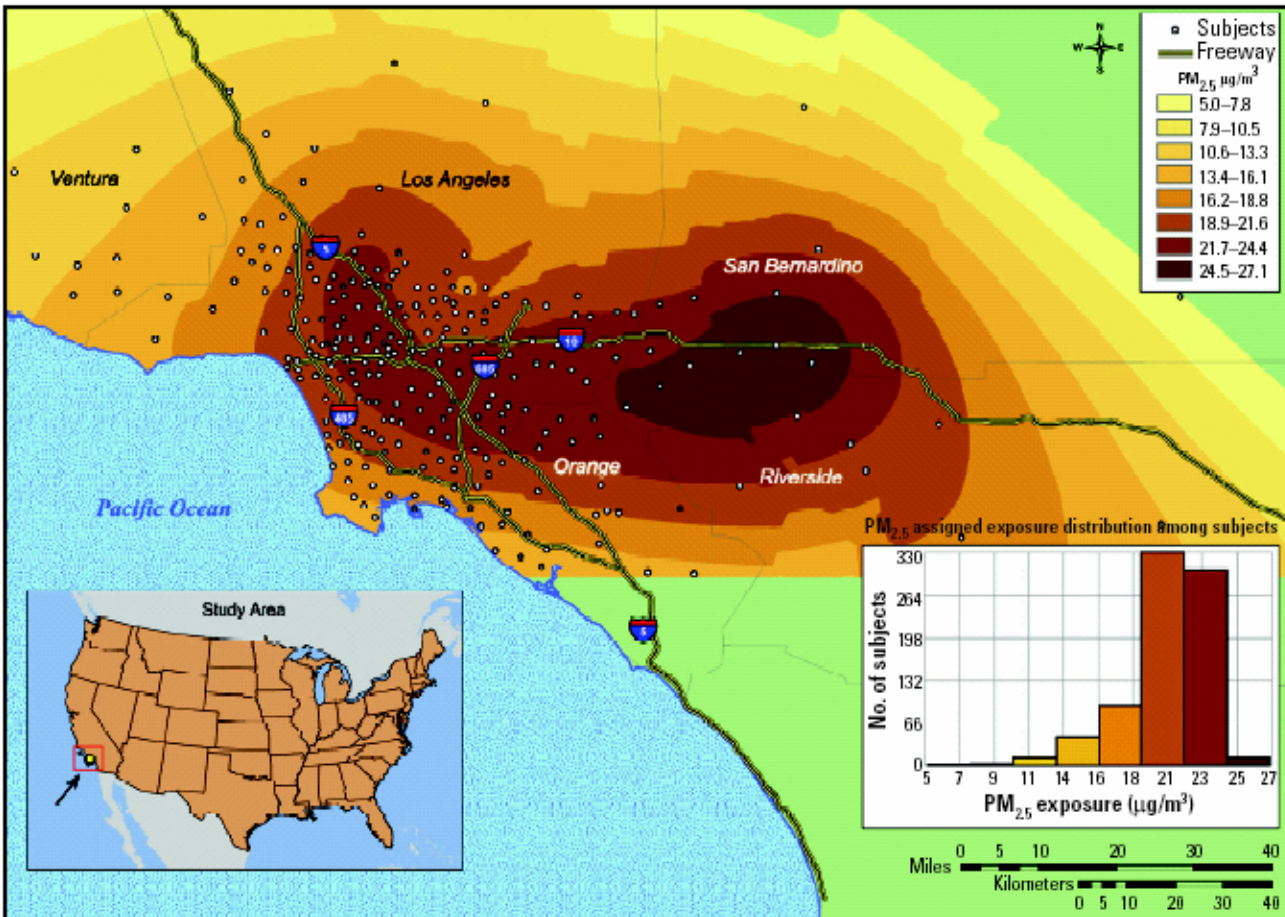 Subjects
Freeway
PM2.5 µg/m³
5.0–7.8
7.9–10.5
10.6–13.3
13.4–16.1
16.2–18.8
18.9–21.6
21.7–24.4
24.5–27.1
N
W E
S
Ventura
Los Angeles
5
San Bernardino
10
605
405
Orange
Riverside
Pacific Ocean
5
Study Area
PM2.5 assigned exposure distribution among subjects
No. of subjects
330
264
198
132
66
0
5 7 9 11 14 16 18 21 23 25 27
PM2.5 exposure (µg/m³)
Miles 0 5 10 20 30 40
Kilometers
0 5 10 20 30 40